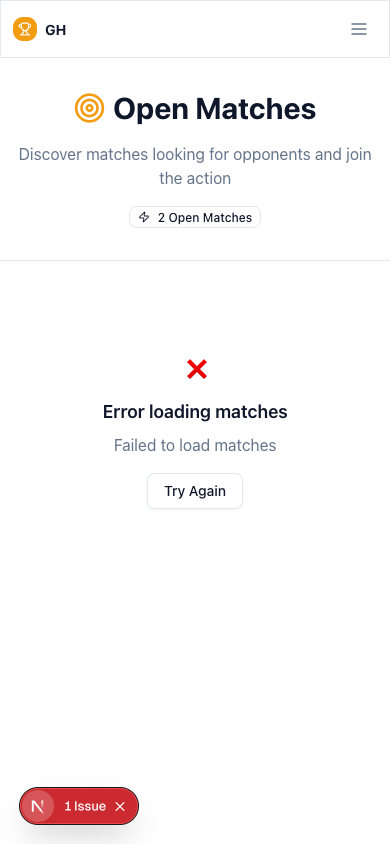 GH
Open Matches
Discover matches looking for opponents and join
the action
2 Open Matches
Error loading matches
Failed to load matches
Try Again
N 1 Issue